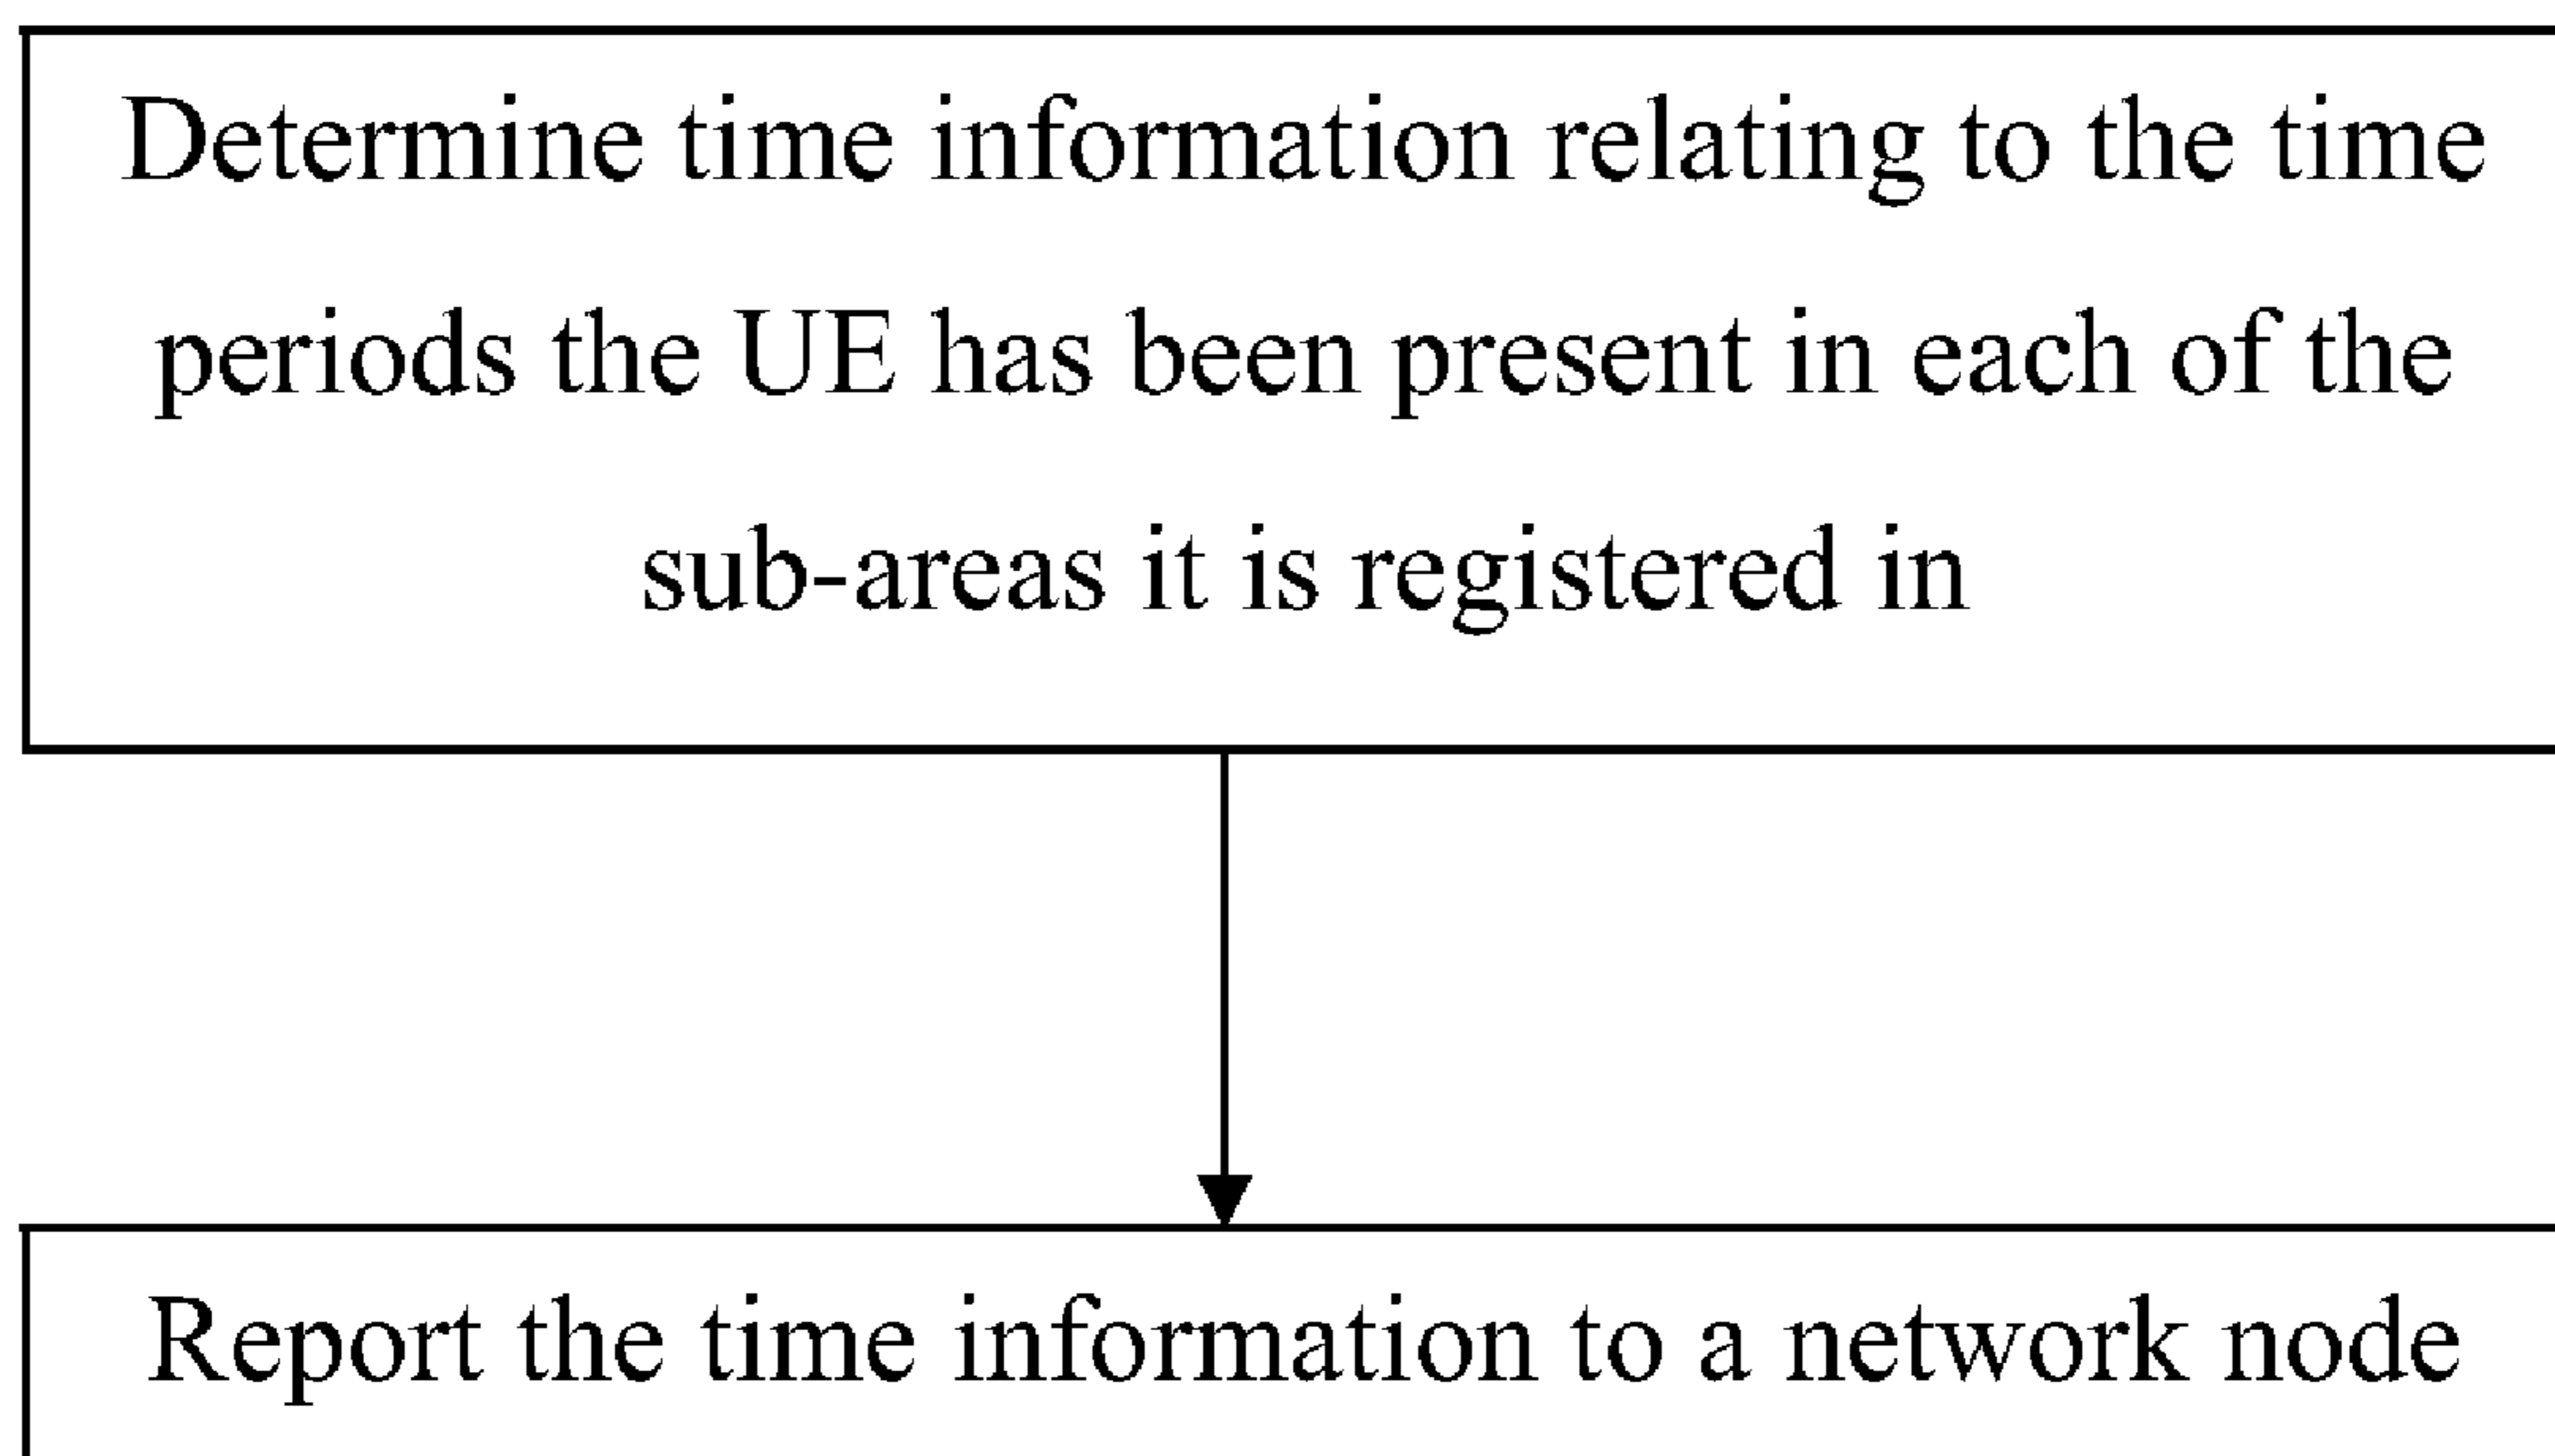 Determine time information relating to the time
periods the UE has been present in each of the
sub-areas it is registered in
Report the time information to a network node